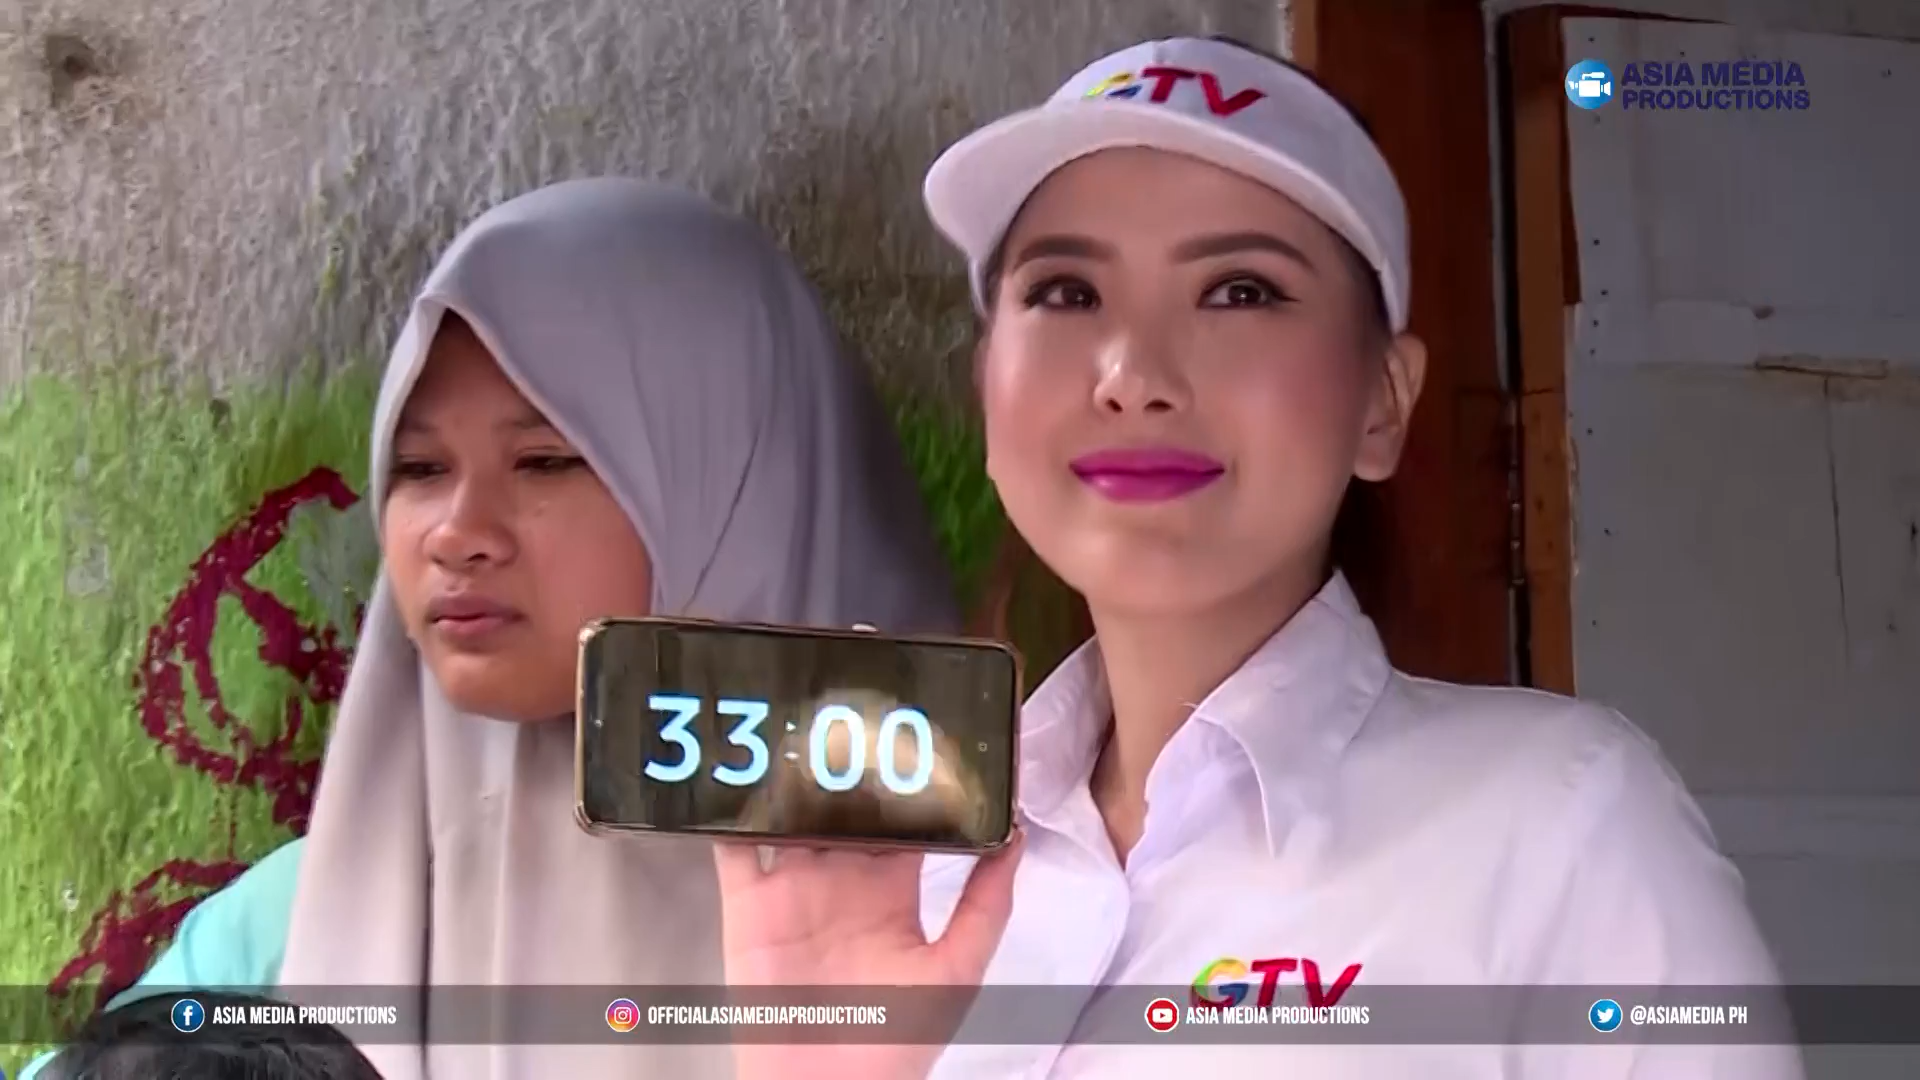 GTV
ASIA MEDIA
PRODUCTIONS
33:00
GTV
ASIA MEDIA PRODUCTIONS
OFFICIALASIAMEDIAPRODUCTIONS
ASIA MEDIA PRODUCTIONS
@ASIAMEDIA PH